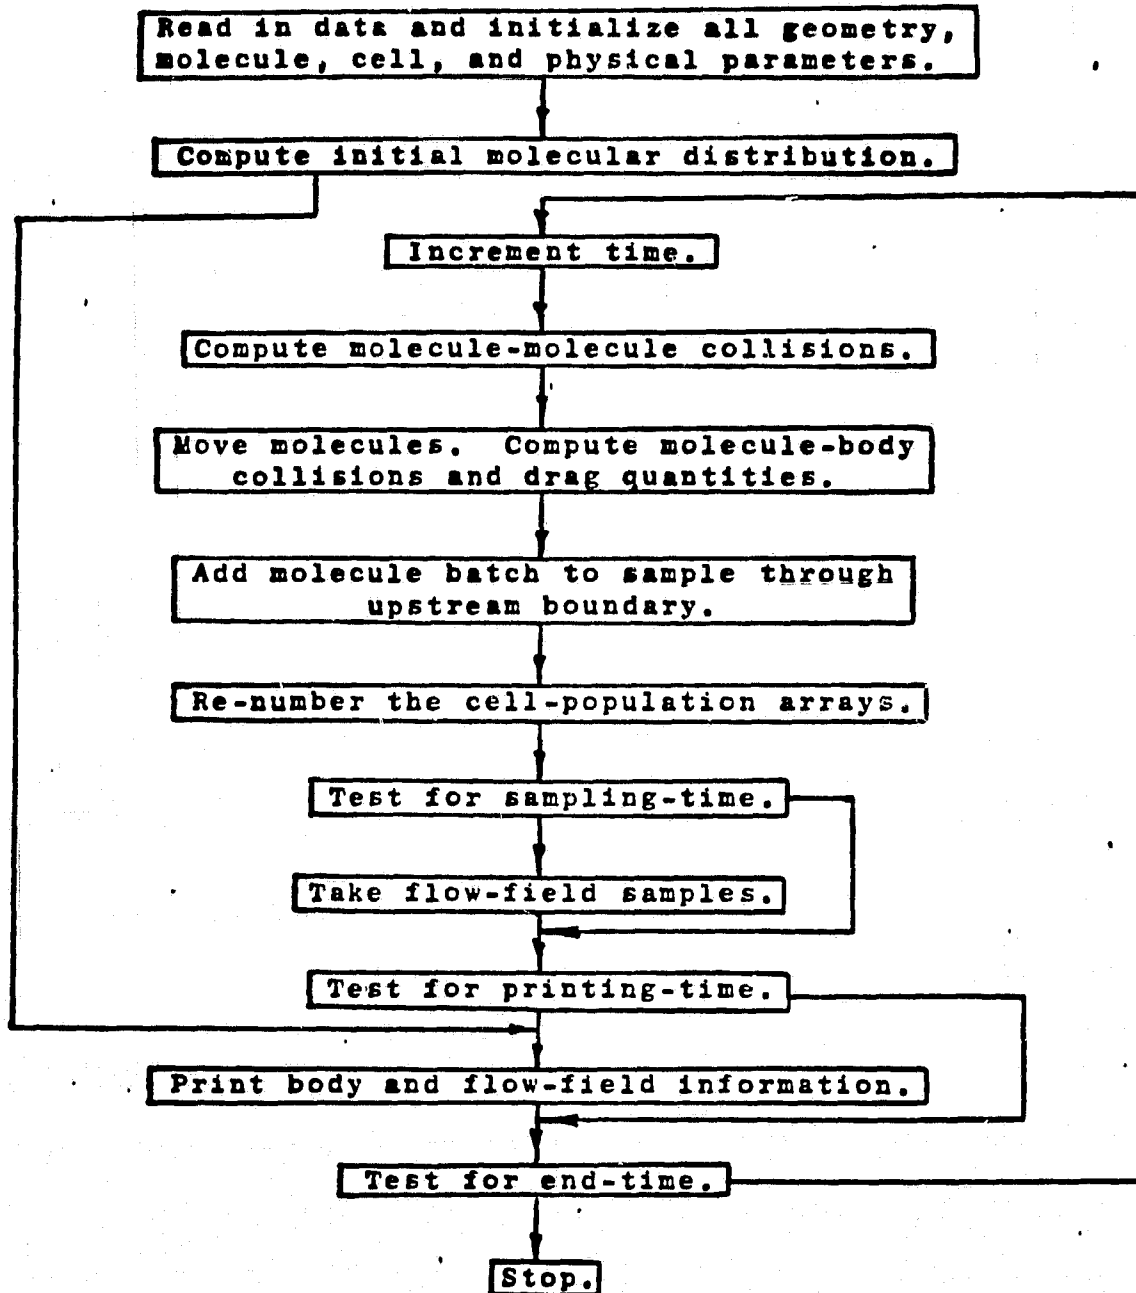 Read in data and initialize all geometry,
molecule, cell, and physical parameters.
Compute initial molecular distribution.
Increment time.
Compute molecule-molecule collisions.
Move molecules. Compute molecule-body
collisions and drag quantities.
Add molecule batch to sample through
upstream boundary.
Re-number the cell-population arrays.
Test for sampling-time.
Take flow-field samples.
Test for printing-time.
Print body and flow-field information.
Test for end-time.
Stop.